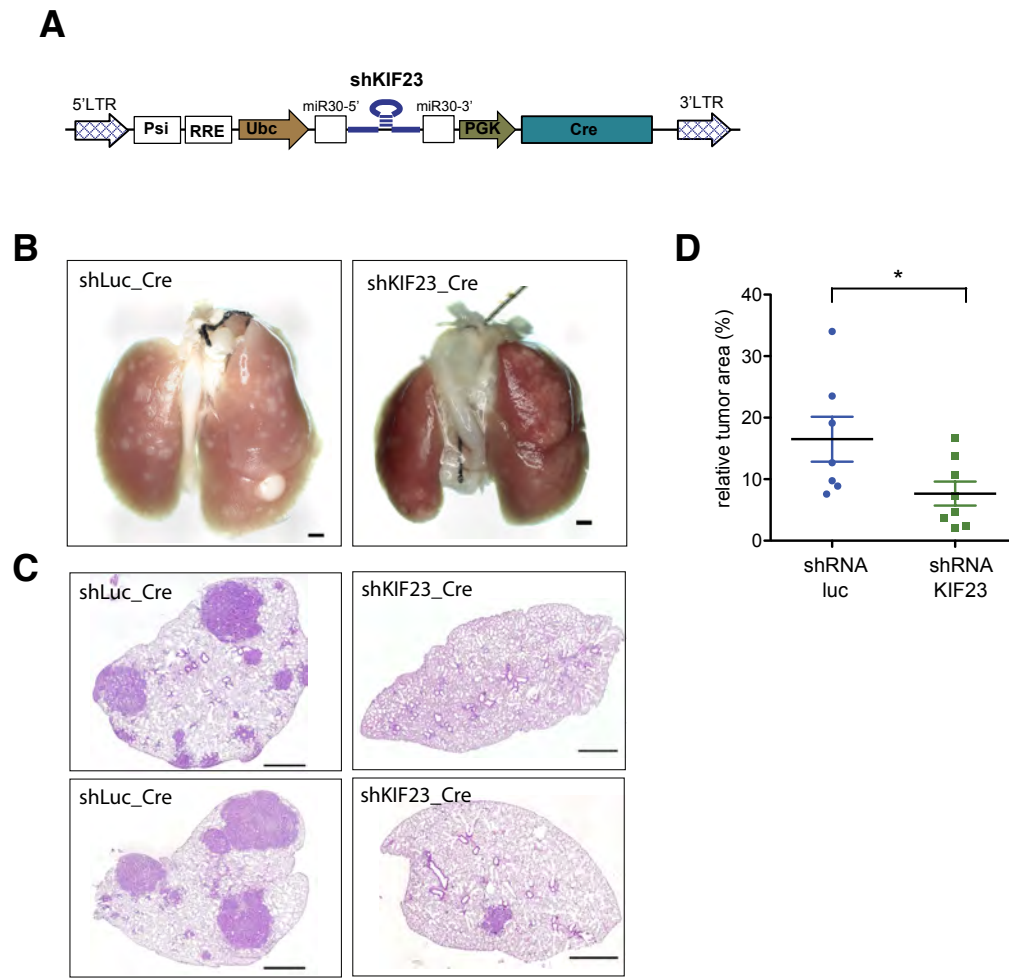 A
shKIF23
5'LTR
miR30-5'
miR30-3'
3'LTR
Psi
RRE
Ubc
PGK
Cre
B
shLuc_Cre
shKIF23_Cre
C
shLuc_Cre
shKIF23_Cre
shLuc_Cre
shKIF23_Cre
D
*
relative tumor area (%)
40
30
20
10
0
shRNA
luc
shRNA
KIF23